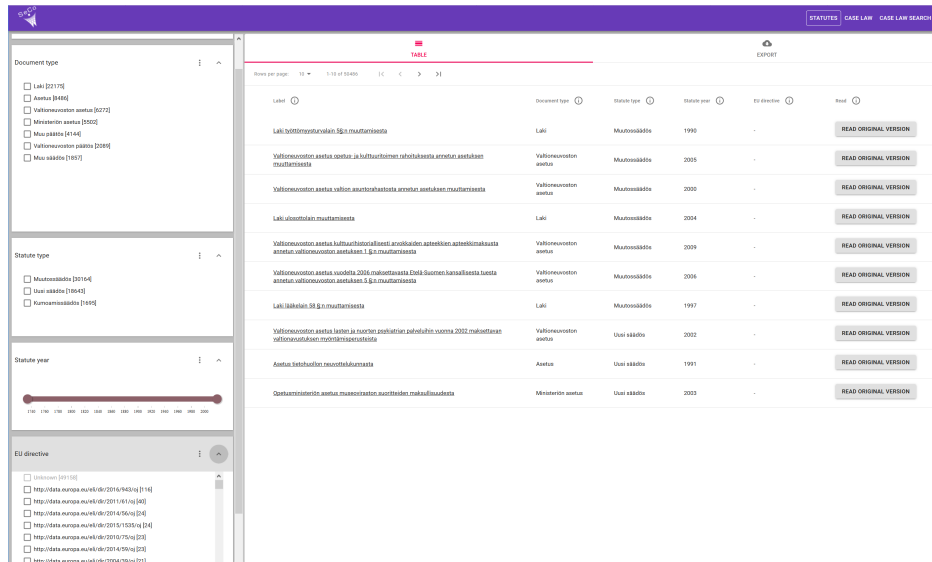 SeCo
STATUTES CASE LAW CASE LAW SEARCH
Document type
Laki [22175]
Asetus [8486]
Valtioneuvoston asetus [6272]
Ministeriön asetus [5502]
Muu päätös [4144]
Valtioneuvoston päätös [2089]
Muu säädös [1857]
Statute type
Muutossäädös [30164]
Uusi säädös [18643]
Kumoamissäädös [1695]
Statute year
EU directive
Unknown [49158]
http://data.europa.eu/eli/dir/2016/943/oj [116]
http://data.europa.eu/eli/dir/2011/61/oj [40]
http://data.europa.eu/eli/dir/2014/56/oj [24]
http://data.europa.eu/eli/dir/2015/1535/oj [24]
http://data.europa.eu/eli/dir/2010/75/oj [23]
http://data.europa.eu/eli/dir/2014/59/oj [23]
http://data.europa.eu/eli/dir/2004/39/oj [21]
TABLE
EXPORT
Rows per page: 10 1-10 of 50466
Label Document type Statute type Statute year EU directive Read
Laki työttömyysturvalain 5§:n muuttamisesta Laki Muutossäädös 1990 - READ ORIGINAL VERSION
Valtioneuvoston asetus opetus- ja kulttuuritoimen rahoituksesta annetun asetuksen
muuttamisesta Valtioneuvoston asetus Muutossäädös 2005 - READ ORIGINAL VERSION
Valtioneuvoston asetus valtion asuntorahastosta annetun asetuksen muuttamisesta Valtioneuvoston asetus Muutossäädös 2000 - READ ORIGINAL VERSION
Laki ulosottolain muuttamisesta Laki Muutossäädös 2004 - READ ORIGINAL VERSION
Valtioneuvoston asetus kulttuurihistoriallisesti arvokkaiden apteekkien apteekkimaksusta
annetun valtioneuvoston asetuksen 1 §:n muuttamisesta Valtioneuvoston asetus Muutossäädös 2009 - READ ORIGINAL VERSION
Valtioneuvoston asetus vuodelta 2006 maksettavasta Etelä-Suomen kansallisesta tuesta
annetun valtioneuvoston asetuksen 5 §:n muuttamisesta Valtioneuvoston asetus Muutossäädös 2006 - READ ORIGINAL VERSION
Laki lääkelain 58 §:n muuttamisesta Laki Muutossäädös 1997 - READ ORIGINAL VERSION
Valtioneuvoston asetus lasten ja nuorten psykiatrian palveluihin vuonna 2002 maksettavan
valtionavustuksen myöntämisperusteista Valtioneuvoston asetus Uusi säädös 2002 - READ ORIGINAL VERSION
Asetus tietohuollon neuvottelukunnasta Asetus Uusi säädös 1991 - READ ORIGINAL VERSION
Opetusministeriön asetus museoviraston suoritteiden maksullisuudesta Ministeriön asetus Uusi säädös 2003 - READ ORIGINAL VERSION